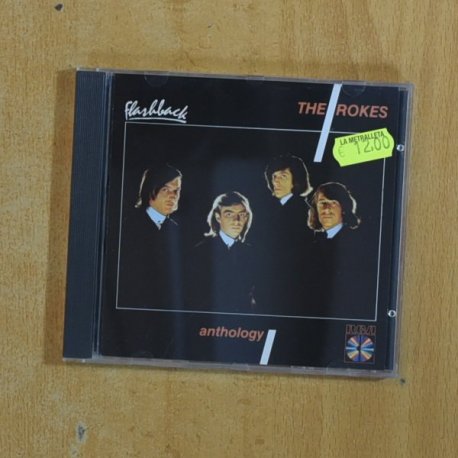 Flashback
THE ROKES
LA METRALLETA
€ 12,00
anthology
RCA